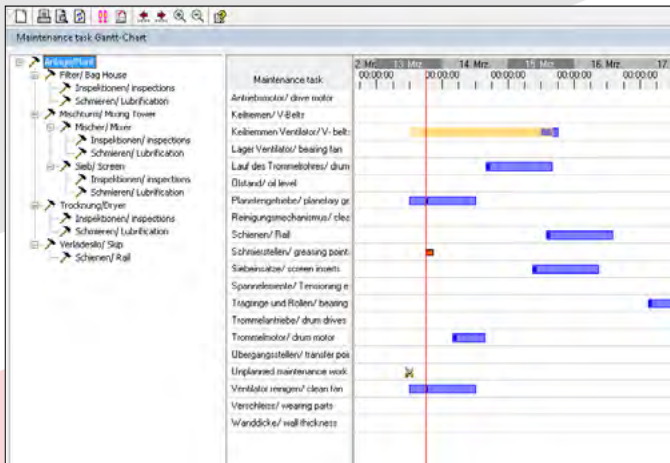 Maintenance task Gantt-Chart
Anlage/Plant
Filter/ Bag House
Inspektionen/ inspections
Schmieren/ Lubrification
Mischturm/ Mixing Tower
Mischer/ Mixer
Inspektionen/ inspections
Schmieren/ Lubrification
Sieb/ Screen
Inspektionen/ inspections
Schmieren/ Lubrification
Trocknung/Dryer
Inspektionen/ inspections
Schmieren/ Lubrification
Verladesilo/ Skip
Schienen/ Rail
2. Mrz 13. Mrz 14. Mrz 15. Mrz 16. Mrz. 17.
Maintenance task 00:00:00 00:00:00 00:00:00 00:00:00 00:00:00
Antriebsmotor/ drive motor
Keilriemen/ V-Belts
Keilriemen Ventilator/ V- belt:
Lager Ventilator/ bearing fan
Lauf des Trommelrohres/ drum
Ölstand/ oil level
Planetengetriebe/ planetary ge
Reinigungsmechanismus/ clea
Schienen/ Rail
Schmierstellen/ greasing point
Siebeinsätze/ screen inserts
Spannelemente/ Tensioning e
Tragringe und Rollen/ bearing
Trommelantriebe/ drum drives
Trommelmotor/ drum motor
Übergangsstellen/ transfer poi
Unplanned maintenance work
Ventilator reinigen/ clean fan
Verschleiss/ wearing parts
Wanddicke/ wall thickness